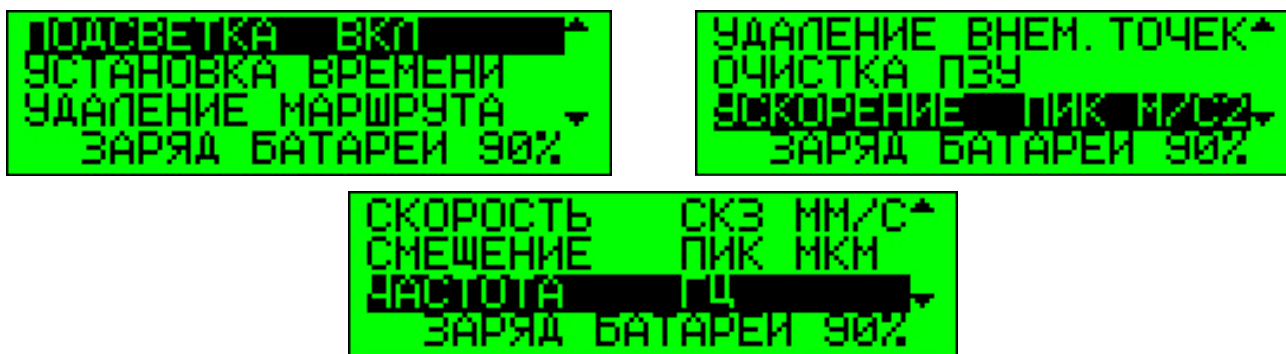 ПОДСВЕТКА ВКЛ
УСТАНОВКА ВРЕМЕНИ
УДАЛЕНИЕ МАРШРУТА
ЗАРЯД БАТАРЕИ 90%
УДАЛЕНИЕ ВНЕМ. ТОЧЕК
ОЧИСТКА ПЗУ
УСКОРЕНИЕ ПИК М/С2
ЗАРЯД БАТАРЕИ 90%
СКОРОСТЬ СКЗ ММ/С
СМЕЩЕНИЕ ПИК МКМ
ЧАСТОТА ГЦ
ЗАРЯД БАТАРЕИ 90%